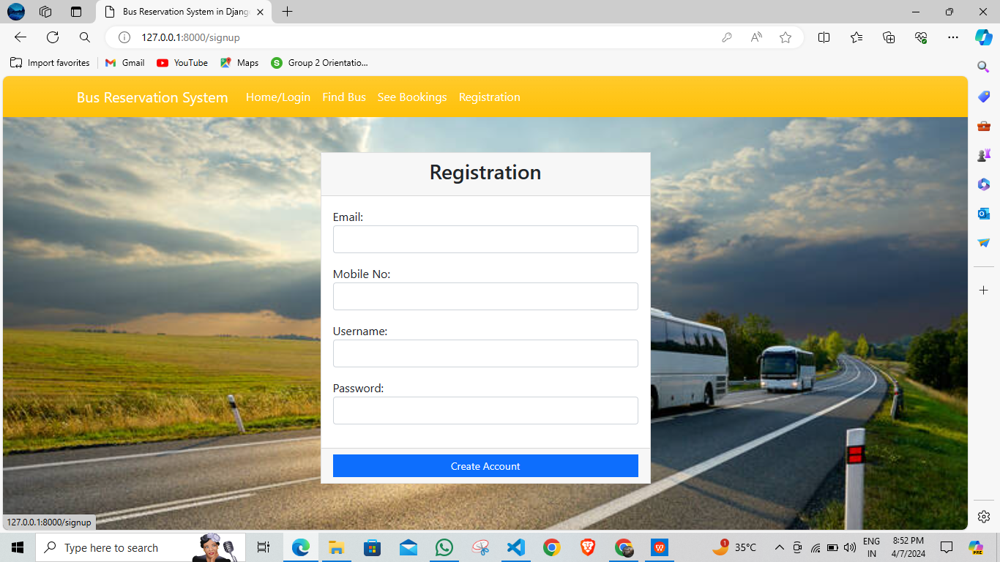 Bus Reservation System in Djang
127.0.0.1:8000/signup
Import favorites
Gmail
YouTube
Maps
Group 2 Orientatio...
Bus Reservation System
Home/Login
Find Bus
See Bookings
Registration
Registration
Email:
Mobile No:
Username:
Password:
Create Account
127.0.0.1:8000/signup
Type here to search
1
35°C
ENG
IN
8:52 PM
4/7/2024
PRE